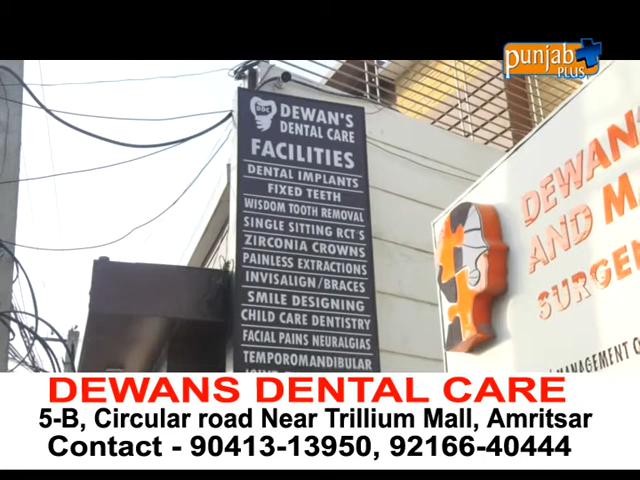 punjab
PLUS
DDC
DEWAN'S
DENTAL CARE
FACILITIES
DENTAL IMPLANTS
FIXED TEETH
WISDOM TOOTH REMOVAL
SINGLE SITTING RCT S
ZIRCONIA CROWNS
PAINLESS EXTRACTIONS
INVISALIGN/BRACES
SMILE DESIGNING
CHILD CARE DENTISTRY
FACIAL PAINS NEURALGIAS
TEMPOROMANDIBULAR
DEWAN'
AND
MANAGEMENT
DEWANS DENTAL CARE
5-B, Circular road Near Trillium Mall, Amritsar
Contact - 90413-13950, 92166-40444